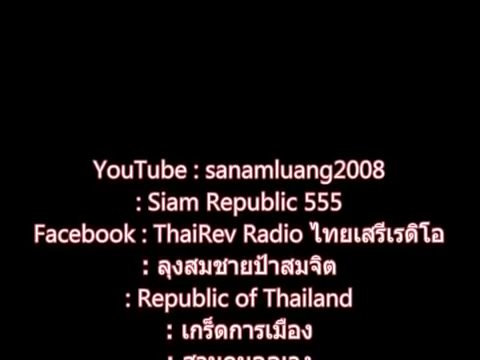 YouTube : sanamluang2008
: Siam Republic 555
Facebook : ThaiRev Radio ไทยเสรีเรดิโอ
: ลุงสมชายป้าสมจิต
: Republic of Thailand
: เกร็ดการเมือง